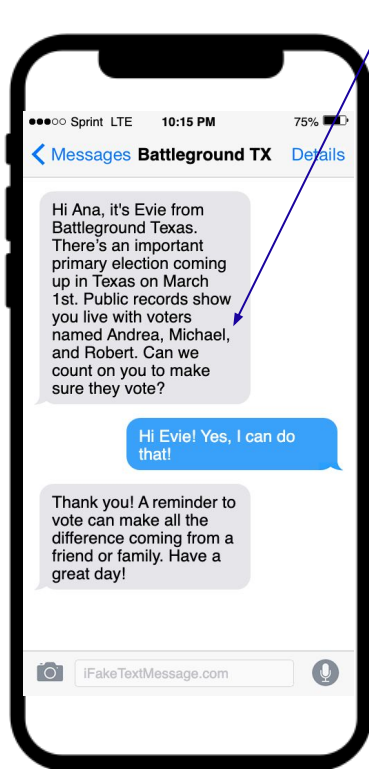 Sprint LTE 10:15 PM 75%
Messages Battleground TX Details
Hi Ana, it's Evie from
Battleground Texas.
There's an important
primary election coming
up in Texas on March
1st. Public records show
you live with voters
named Andrea, Michael,
and Robert. Can we
count on you to make
sure they vote?
Hi Evie! Yes, I can do
that!
Thank you! A reminder to
vote can make all the
difference coming from a
friend or family. Have a
great day!
iFakeTextMessage.com